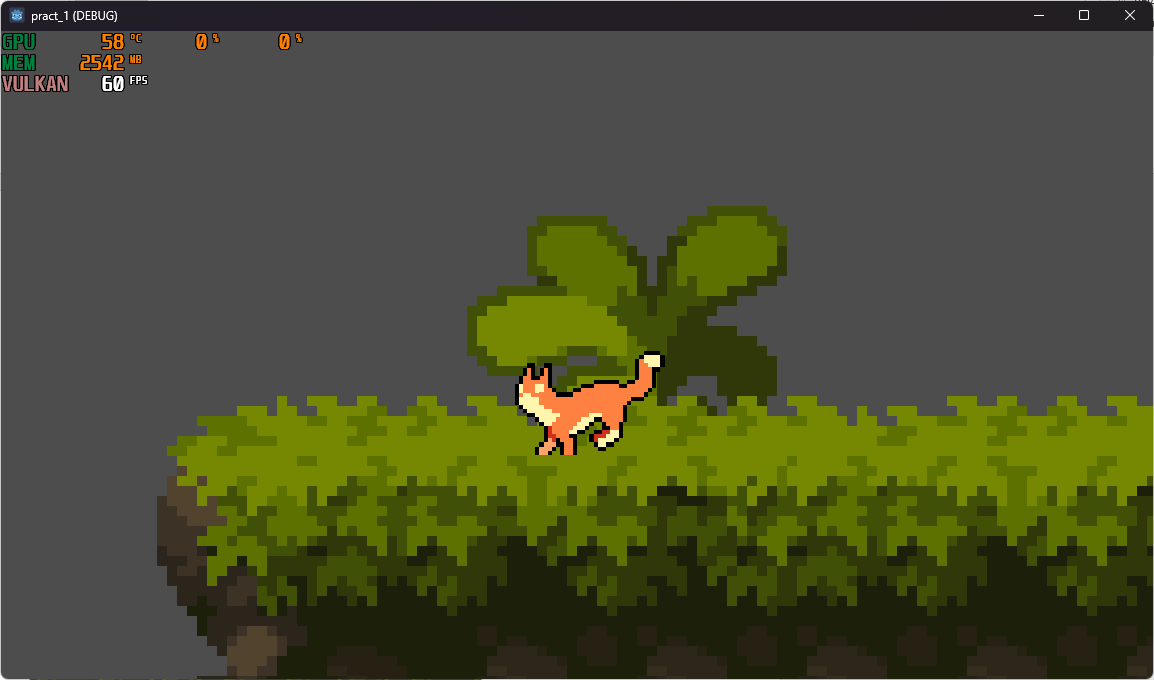 pract_1 (DEBUG)
GPU 58 °C 0 % 0 %
MEM 2542 MB
VULKAN 60 FPS